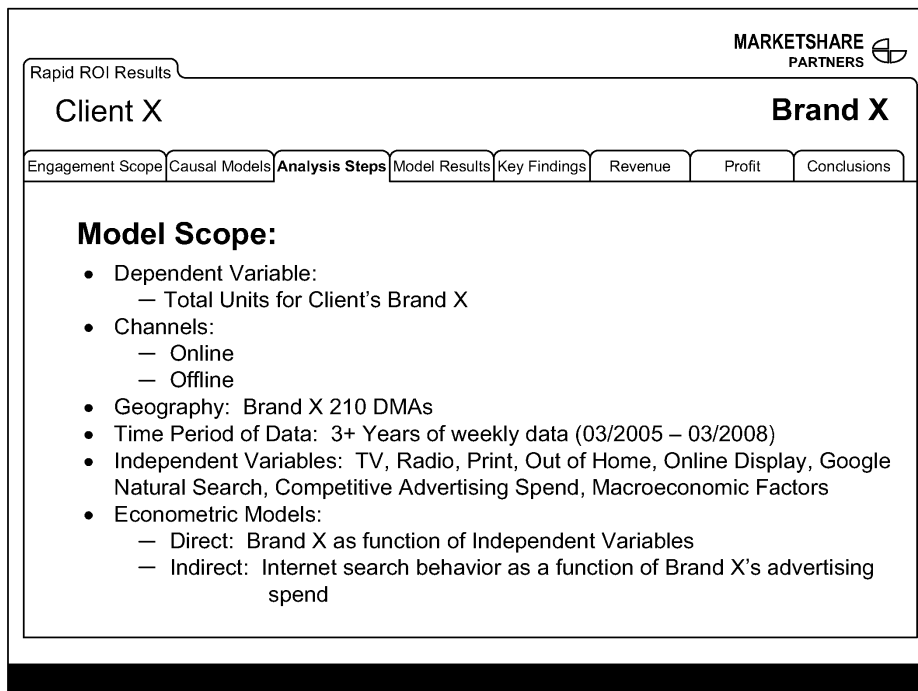 MARKETSHARE
PARTNERS
Rapid ROI Results
Client X
Brand X
Engagement Scope Causal Models Analysis Steps Model Results Key Findings Revenue Profit Conclusions
Model Scope:
• Dependent Variable:
— Total Units for Client's Brand X
• Channels:
— Online
— Offline
• Geography: Brand X 210 DMAs
• Time Period of Data: 3+ Years of weekly data (03/2005 – 03/2008)
• Independent Variables: TV, Radio, Print, Out of Home, Online Display, Google
Natural Search, Competitive Advertising Spend, Macroeconomic Factors
• Econometric Models:
— Direct: Brand X as function of Independent Variables
— Indirect: Internet search behavior as a function of Brand X's advertising
spend